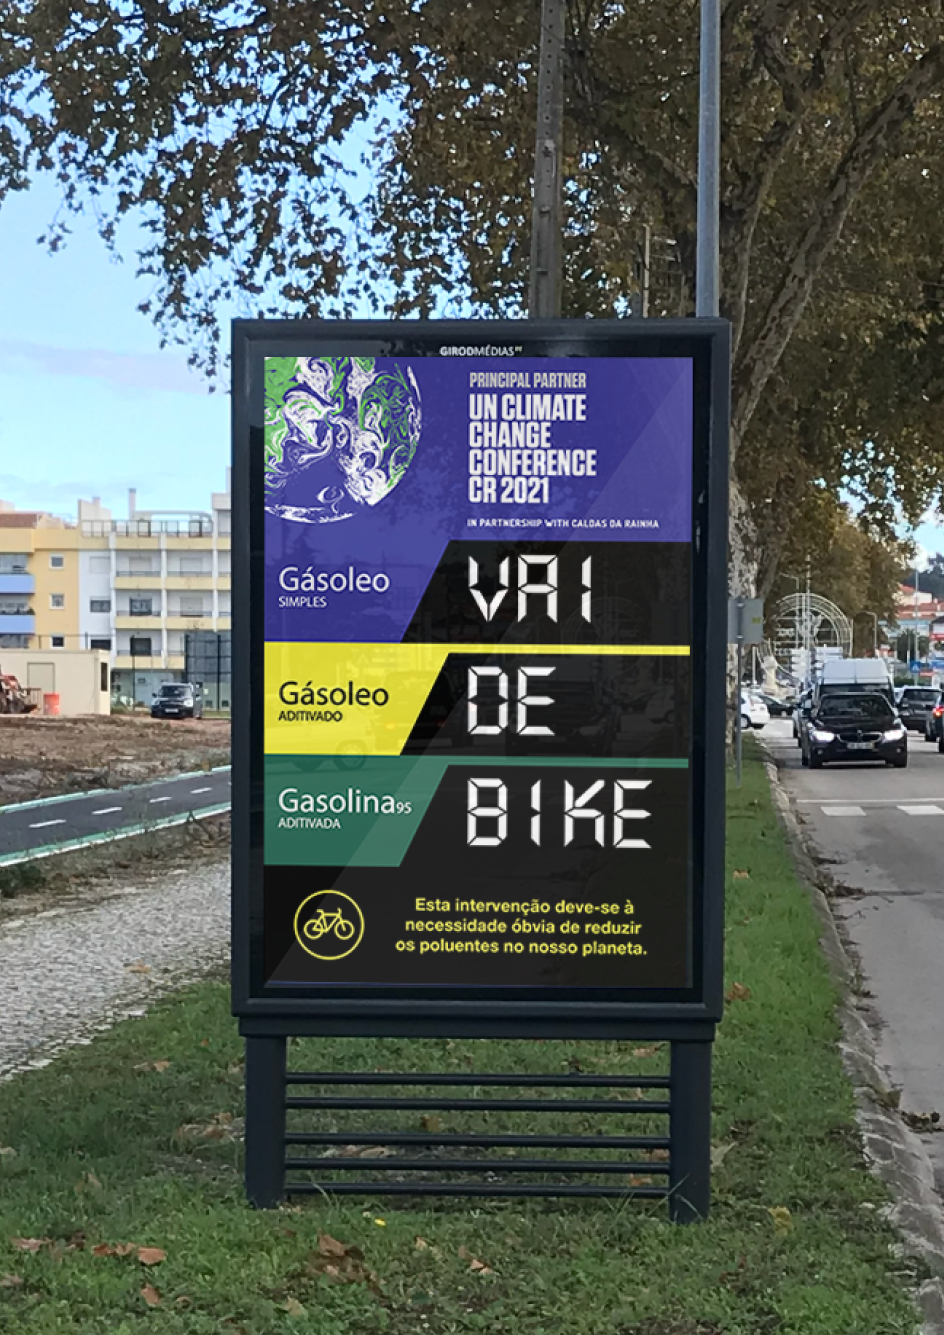 GIRODMÉDIAS PT
PRINCIPAL PARTNER
UN CLIMATE
CHANGE
CONFERENCE
CR 2021
IN PARTNERSHIP WITH CALDAS DA RAINHA
Gásoleo
SIMPLES
VAI
Gásoleo
ADITIVADO
DE
Gasolina95
ADITIVADA
BIKE
Esta intervenção deve-se à
necessidade óbvia de reduzir
os poluentes no nosso planeta.